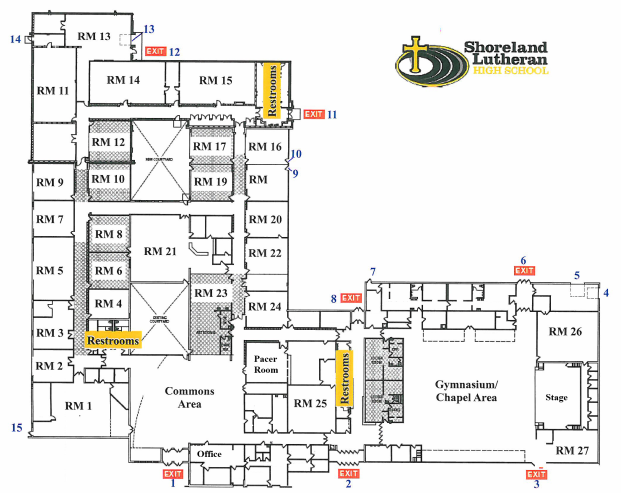 Shoreland
Lutheran
HIGH SCHOOL
13
14
RM 13
EXIT 12
RM 14
RM 15
Restrooms
RM 11
EXIT 11
RM 12
NEW COURTYARD
RM 17
RM 16
10
9
RM 9
RM 10
RM 19
RM
RM 7
RM 8
RM 21
RM 20
RM 5
RM 6
RM 22
RM 4
EXISTING
COURTYARD
RM 23
RM 24
RM 3
Restrooms
RM 2
RM 1
15
Commons
Area
Pacer
Room
RM 25
Restrooms
Office
8 EXIT
7
6
EXIT
5
4
RM 26
Gymnasium/
Chapel Area
Stage
RM 27
EXIT
1
EXIT
2
EXIT
3